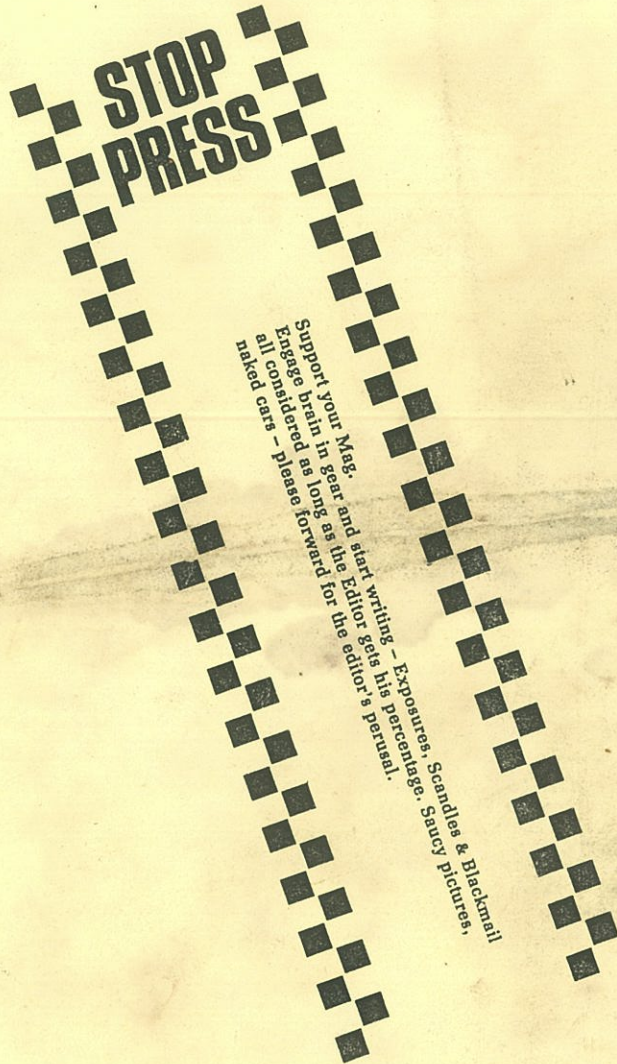 STOP
PRESS
Support your Mag.
Engage brain in gear and start writing – Exposures, Scandles & Blackmail
all considered as long as the Editor gets his percentage. Saucy pictures,
naked cars – please forward for the editor's perusal.